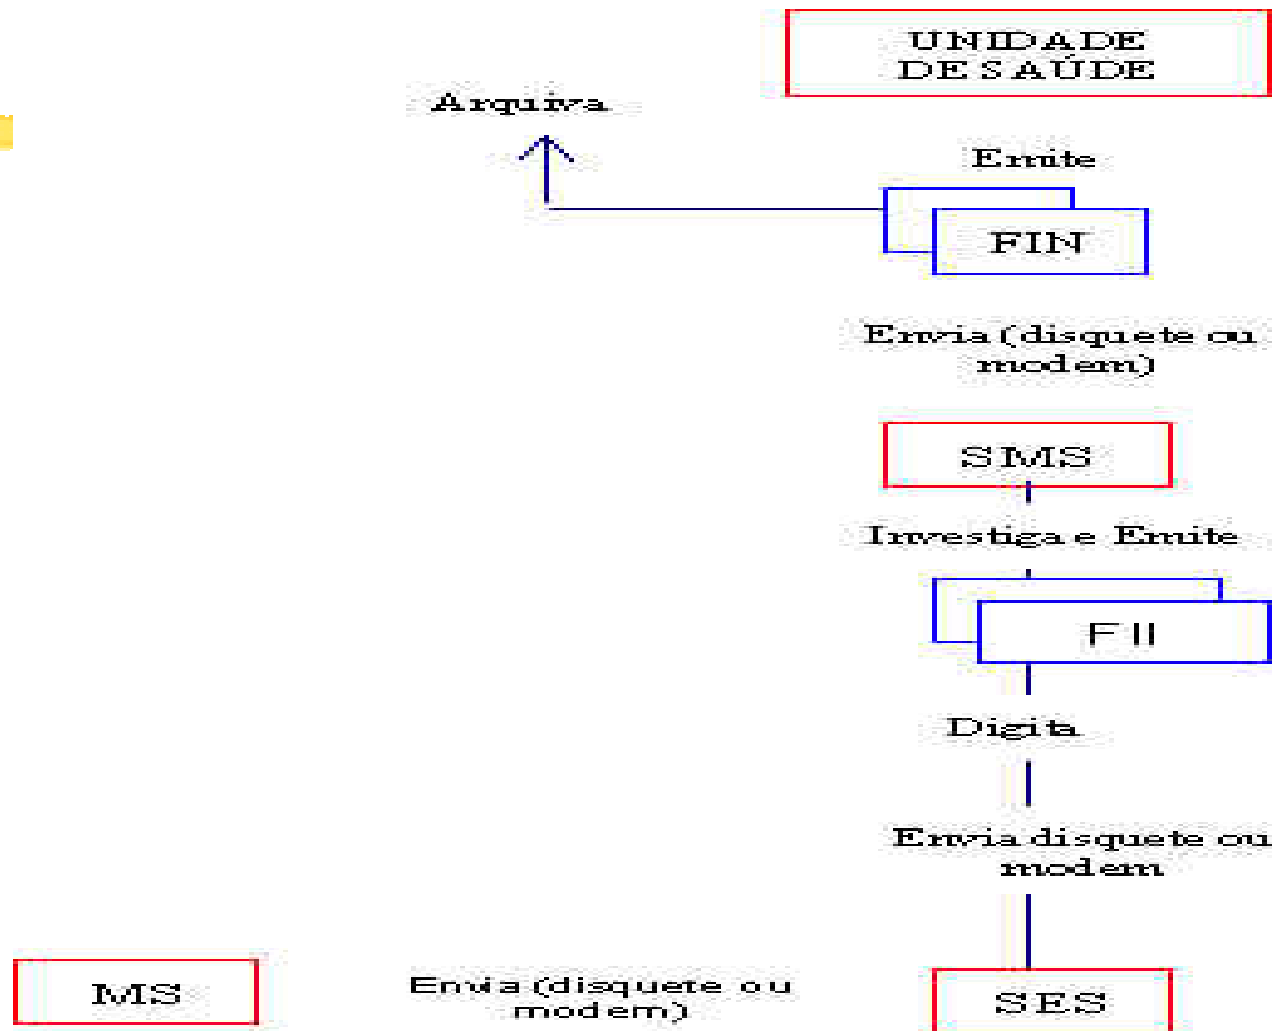 UNIDADE
DE SAÚDE
Arquiva
Emite
FIN
Envia (disquete ou
modem)
SMS
Investiga e Emite
FII
Digita
Envia disquete ou
modem
MS
Envia (disquete ou
modem)
SES